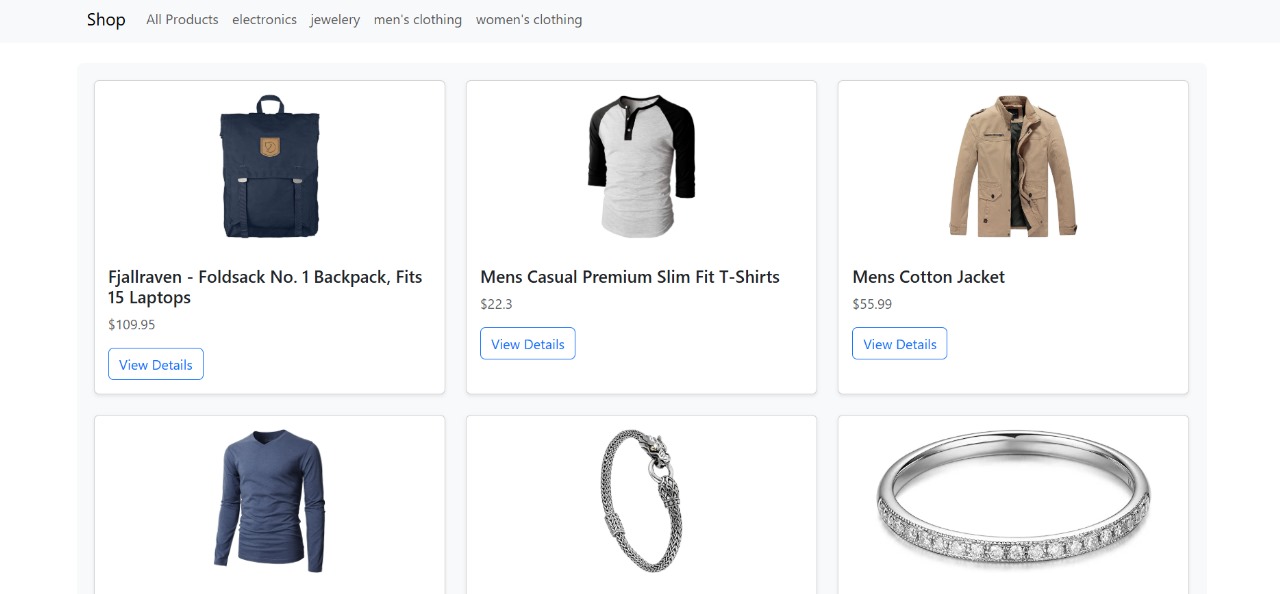 Shop
All Products
electronics
jewelery
men's clothing
women's clothing
Fjallraven - Foldsack No. 1 Backpack, Fits
15 Laptops
$109.95
View Details
Mens Casual Premium Slim Fit T-Shirts
$22.3
View Details
Mens Cotton Jacket
$55.99
View Details